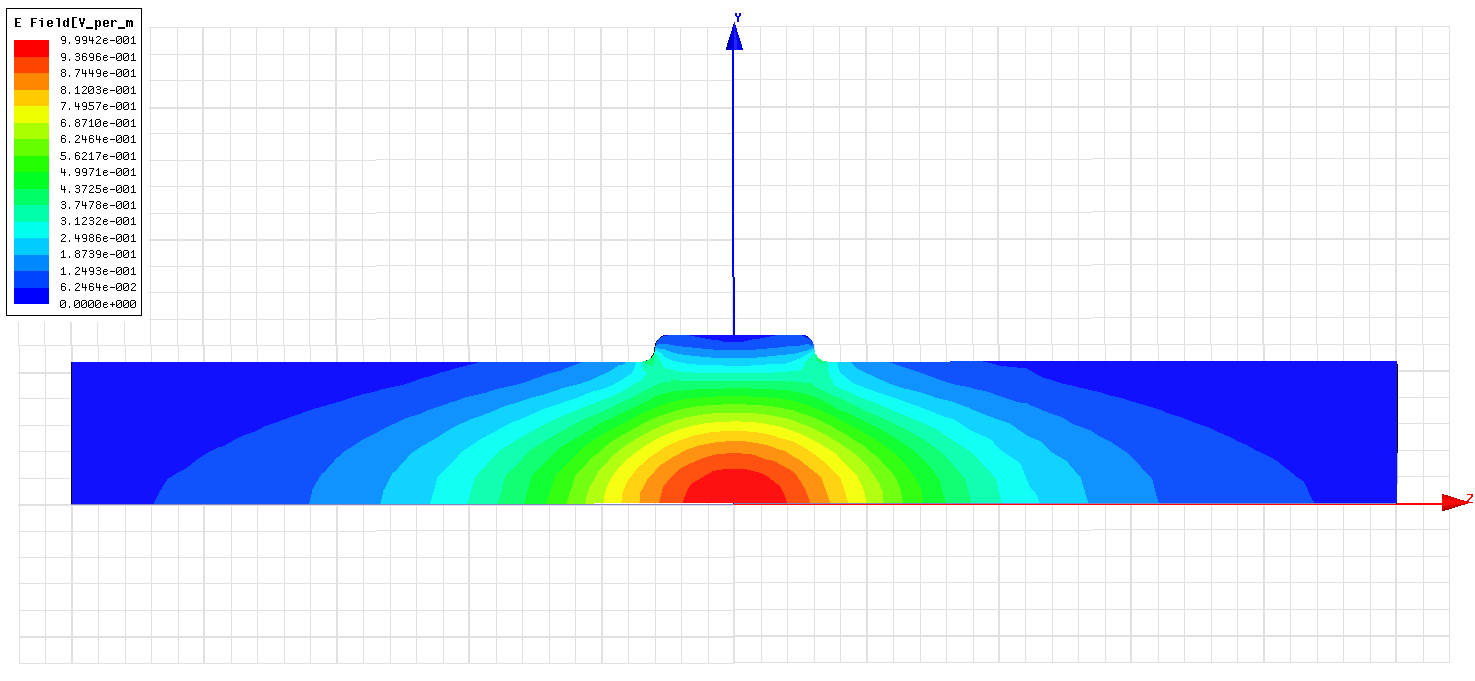 E Field[V_per_m
9.9942e-001
9.3696e-001
8.7449e-001
8.1203e-001
7.4957e-001
6.8710e-001
6.2464e-001
5.6217e-001
4.9971e-001
4.3725e-001
3.7478e-001
3.1232e-001
2.4986e-001
1.8739e-001
1.2493e-001
6.2464e-002
0.0000e+000
Y
Z